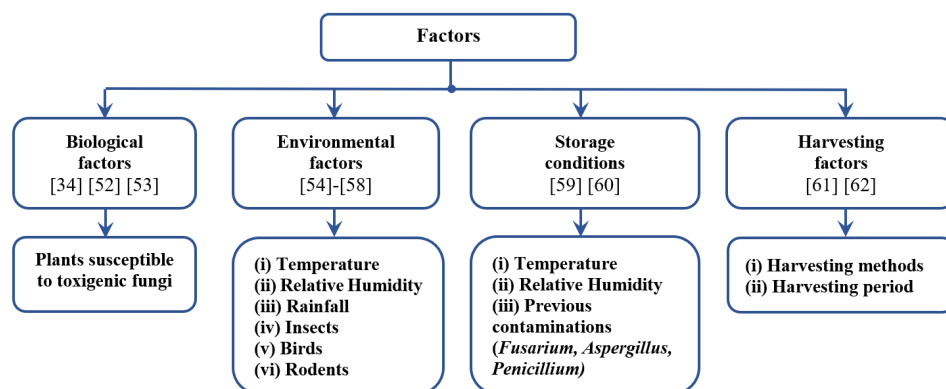 Factors
Biological
factors
[34] [52] [53]
Environmental
factors
[54]-[58]
Storage
conditions
[59] [60]
Harvesting
factors
[61] [62]
Plants susceptible
to toxigenic fungi
(i) Temperature
(ii) Relative Humidity
(iii) Rainfall
(iv) Insects
(v) Birds
(vi) Rodents
(i) Temperature
(ii) Relative Humidity
(iii) Previous
contaminations
(Fusarium, Aspergillus,
Penicillium)
(i) Harvesting methods
(ii) Harvesting period